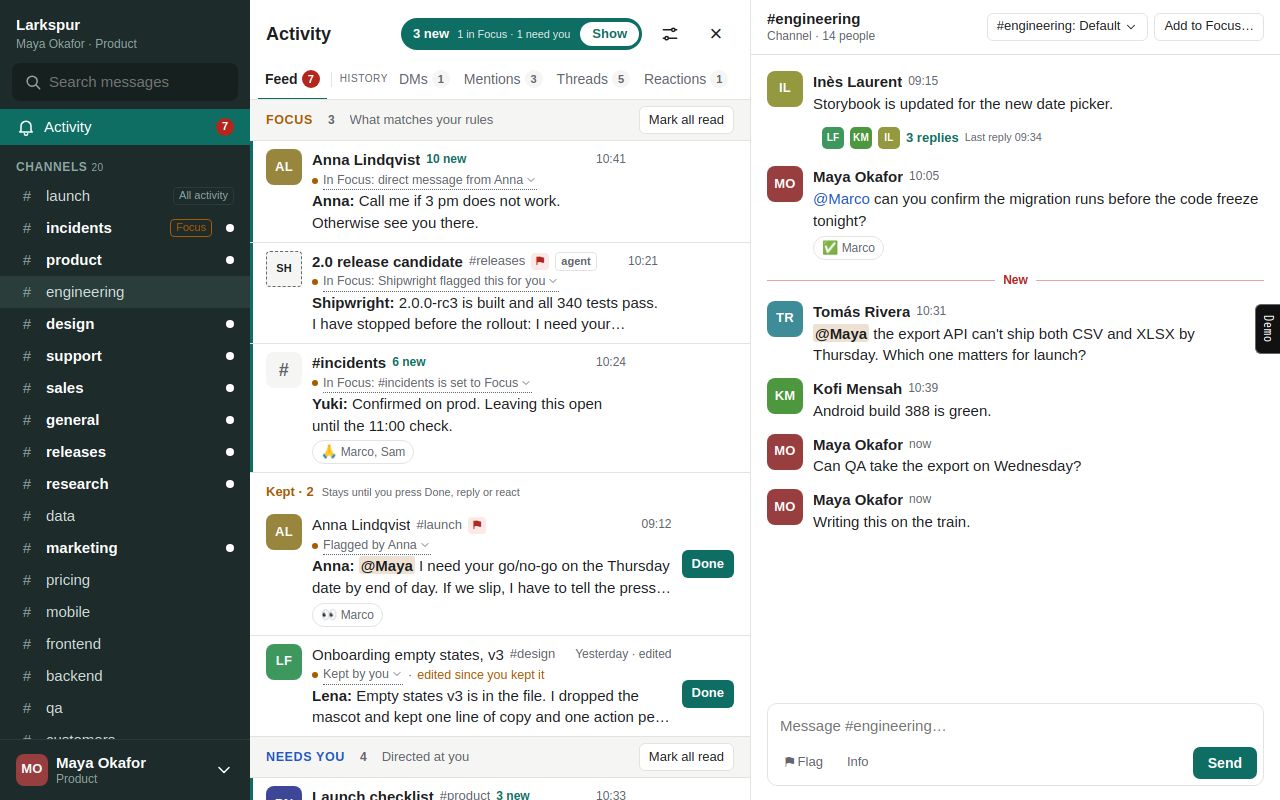 Larkspur
Maya Okafor · Product
Search messages
Activity 7
CHANNELS 20
# launch All activity
# incidents Focus
# product
# engineering
# design
# support
# sales
# general
# releases
# research
# data
# marketing
# pricing
# mobile
# frontend
# backend
# qa
# customers
MO Maya Okafor
Product
Activity
3 new 1 in Focus · 1 need you Show
Feed 7 HISTORY DMs 1 Mentions 3 Threads 5 Reactions 1
FOCUS 3 What matches your rules Mark all read
AL Anna Lindqvist 10 new 10:41
In Focus: direct message from Anna
Anna: Call me if 3 pm does not work.
Otherwise see you there.
SH 2.0 release candidate #releases agent 10:21
In Focus: Shipwright flagged this for you
Shipwright: 2.0.0-rc3 is built and all 340 tests pass.
I have stopped before the rollout: I need your…
# #incidents 6 new 10:24
In Focus: #incidents is set to Focus
Yuki: Confirmed on prod. Leaving this open
until the 11:00 check.
🙏 Marco, Sam
Kept · 2 Stays until you press Done, reply or react
AL Anna Lindqvist #launch 09:12
Flagged by Anna
Anna: @Maya I need your go/no-go on the Thursday
date by end of day. If we slip, I have to tell the press…
Done
👀 Marco
LF Onboarding empty states, v3 #design Yesterday · edited
Kept by you · edited since you kept it
Lena: Empty states v3 is in the file. I dropped the
mascot and kept one line of copy and one action pe…
Done
NEEDS YOU 4 Directed at you Mark all read
Launch checklist #product 3 new 10:33
#engineering
Channel · 14 people
#engineering: Default
Add to Focus…
IL Inès Laurent 09:15
Storybook is updated for the new date picker.
LF KM IL 3 replies Last reply 09:34
MO Maya Okafor 10:05
@Marco can you confirm the migration runs before the code freeze
tonight?
✅ Marco
New
TR Tomás Rivera 10:31
@Maya the export API can't ship both CSV and XLSX by
Thursday. Which one matters for launch?
KM Kofi Mensah 10:39
Android build 388 is green.
MO Maya Okafor now
Can QA take the export on Wednesday?
MO Maya Okafor now
Writing this on the train.
Demo
Message #engineering…
Flag Info Send